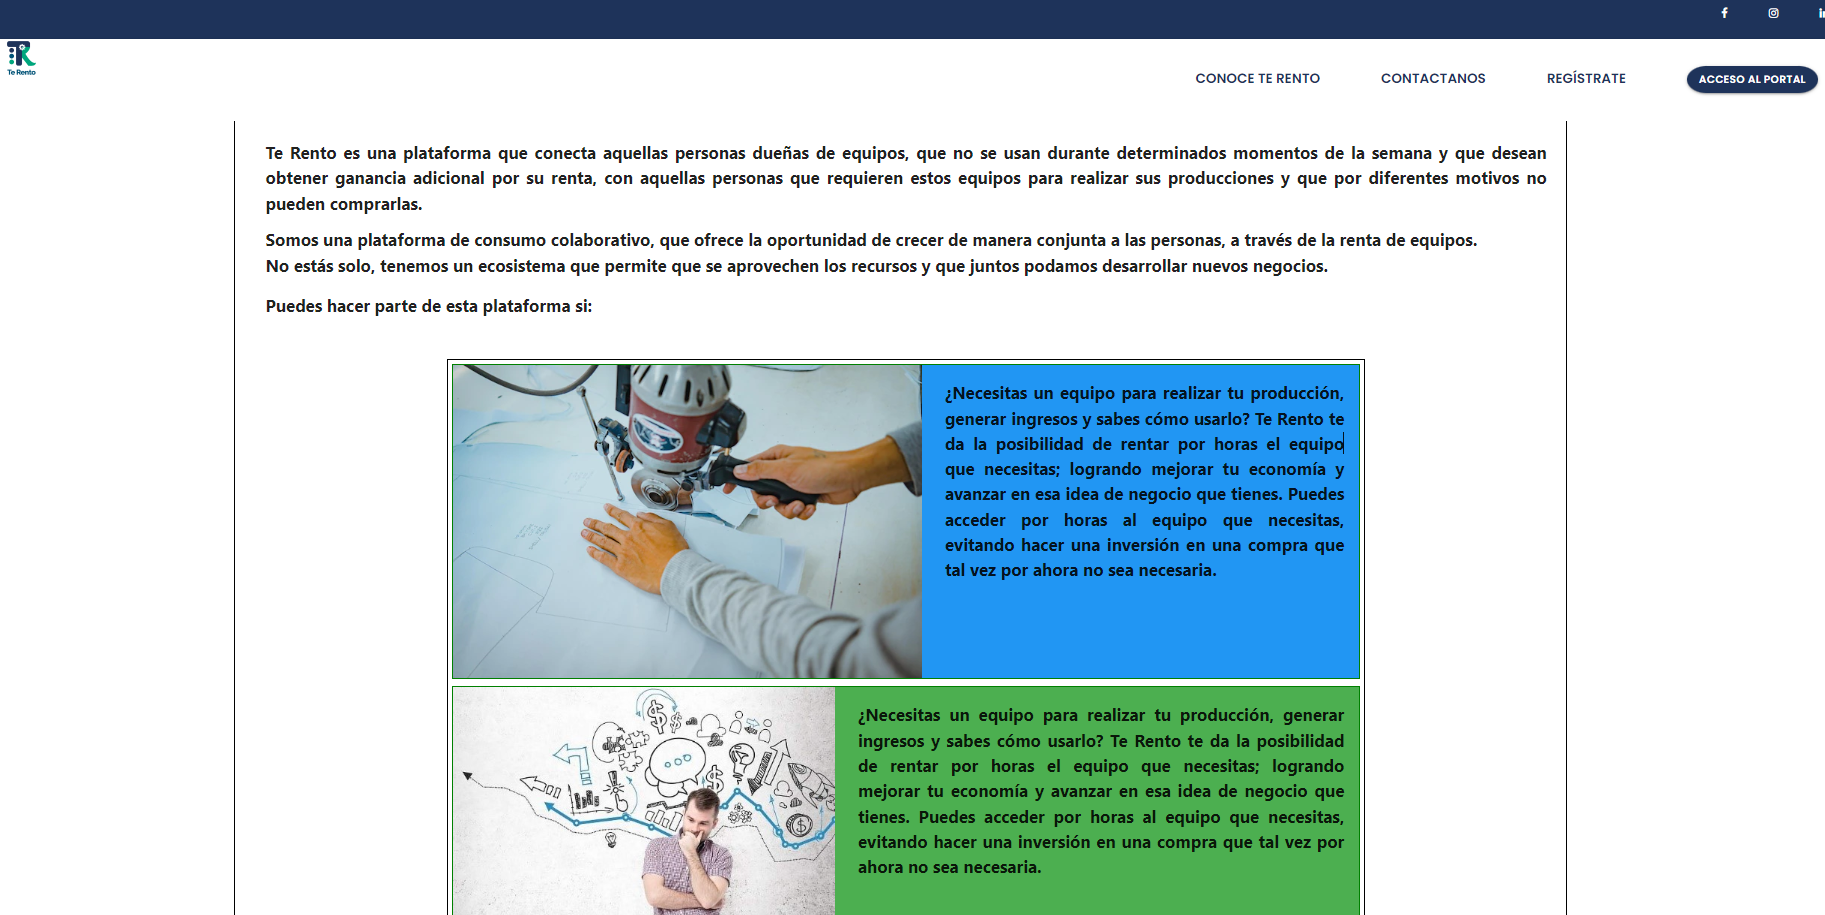 Te Rento
CONOCE TE RENTO
CONTACTANOS
REGÍSTRATE
ACCESO AL PORTAL
Te Rento es una plataforma que conecta aquellas personas dueñas de equipos, que no se usan durante determinados momentos de la semana y que desean
obtener ganancia adicional por su renta, con aquellas personas que requieren estos equipos para realizar sus producciones y que por diferentes motivos no
pueden comprarlas.
Somos una plataforma de consumo colaborativo, que ofrece la oportunidad de crecer de manera conjunta a las personas, a través de la renta de equipos.
No estás solo, tenemos un ecosistema que permite que se aprovechen los recursos y que juntos podamos desarrollar nuevos negocios.
Puedes hacer parte de esta plataforma si:
¿Necesitas un equipo para realizar tu producción,
generar ingresos y sabes cómo usarlo? Te Rento te
da la posibilidad de rentar por horas el equipo
que necesitas; logrando mejorar tu economía y
avanzar en esa idea de negocio que tienes. Puedes
acceder por horas al equipo que necesitas,
evitando hacer una inversión en una compra que
tal vez por ahora no sea necesaria.
¿Necesitas un equipo para realizar tu producción, generar
ingresos y sabes cómo usarlo? Te Rento te da la posibilidad
de rentar por horas el equipo que necesitas; logrando
mejorar tu economía y avanzar en esa idea de negocio que
tienes. Puedes acceder por horas al equipo que necesitas,
evitando hacer una inversión en una compra que tal vez por
ahora no sea necesaria.